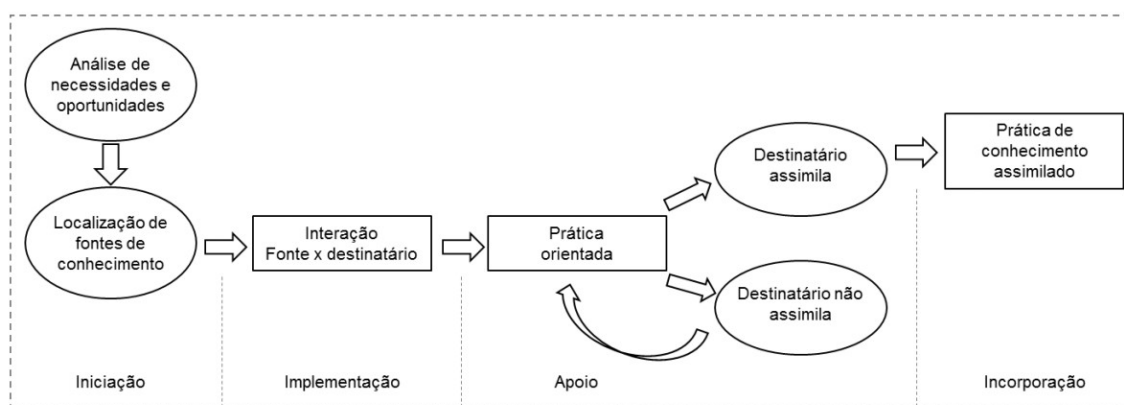 Análise de
necessidades e
oportunidades
Localização de
fontes de
conhecimento
Interação
Fonte x destinatário
Prática
orientada
Destinatário
assimila
Destinatário não
assimila
Prática de
conhecimento
assimilado
Iniciação
Implementação
Apoio
Incorporação